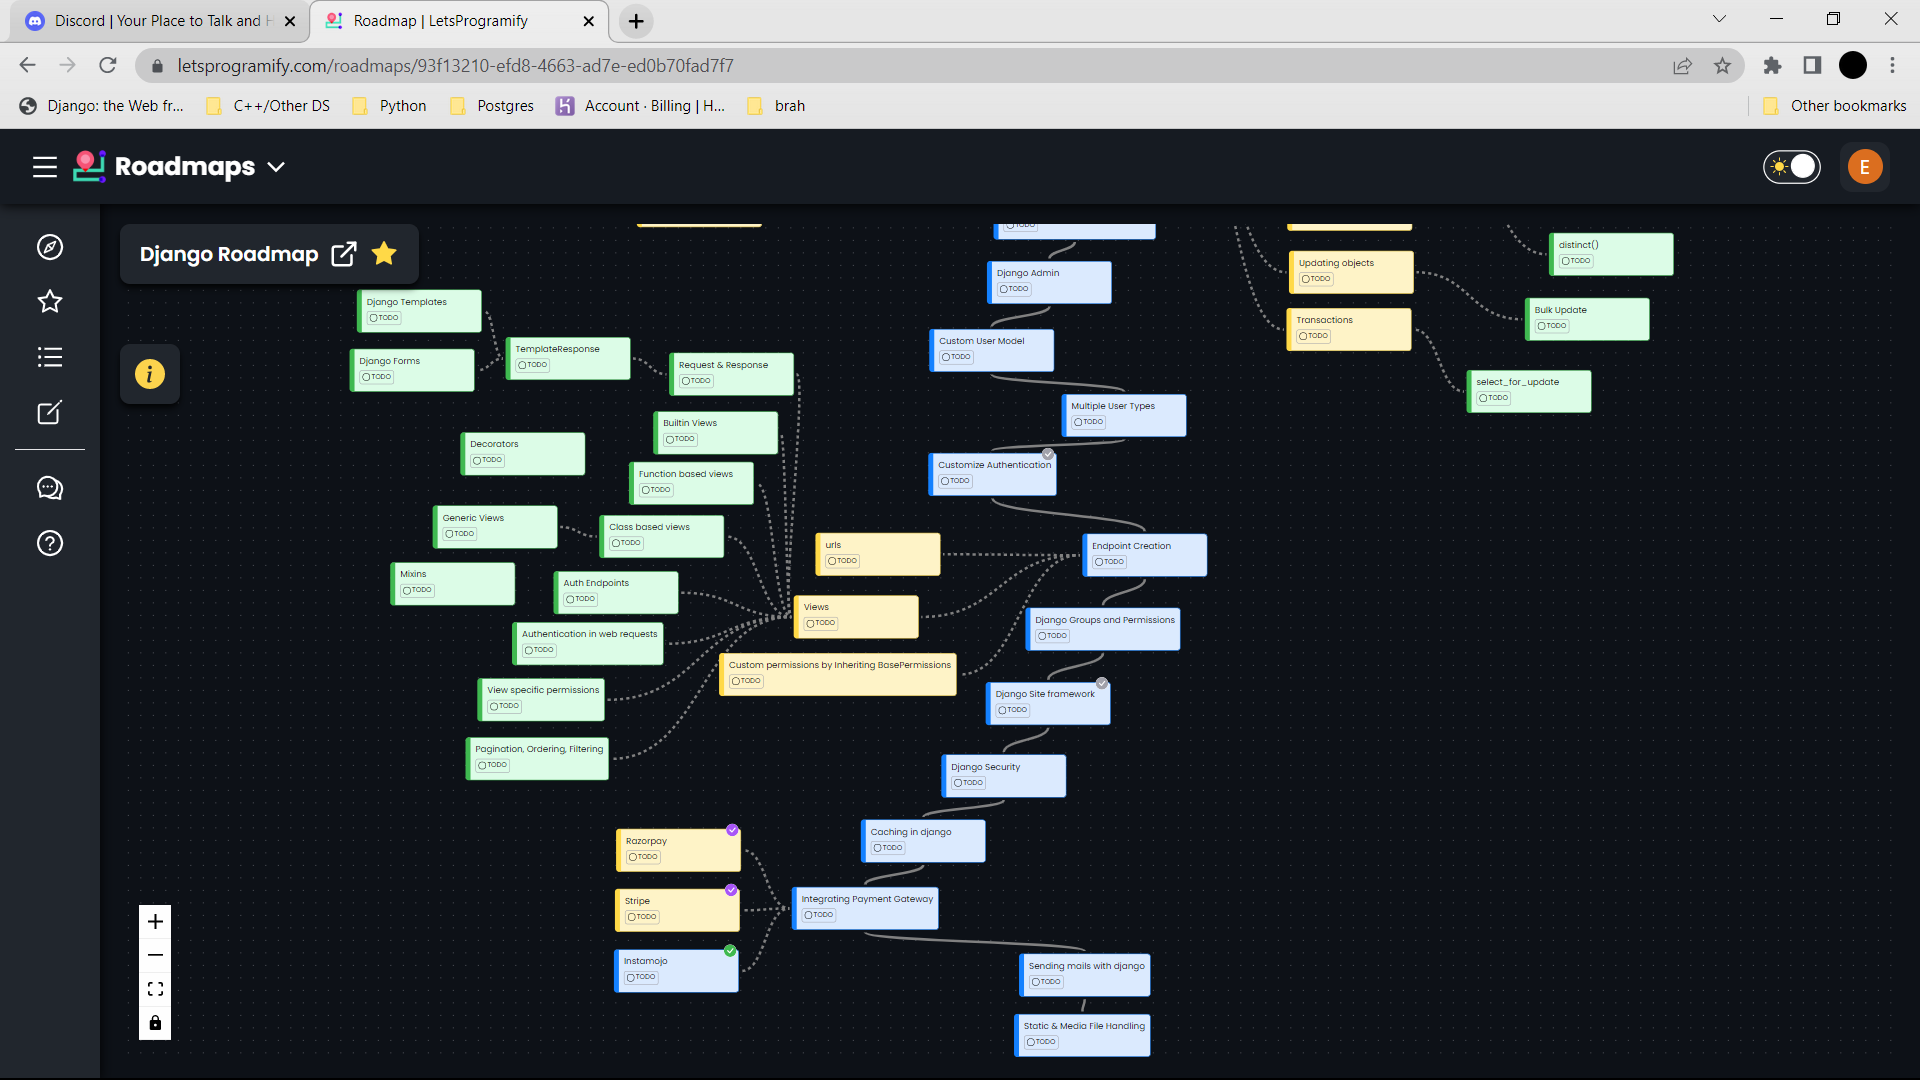 Discord | Your Place to Talk and H
Roadmap | LetsProgramify
letsprogramify.com/roadmaps/93f13210-efd8-4663-ad7e-ed0b70fad7f7
Django: the Web fr...
C++/Other DS
Python
Postgres
Account · Billing | H...
brah
Other bookmarks
Roadmaps
E
Django Roadmap
TODO
distinct()
TODO
Updating objects
TODO
Django Admin
TODO
Django Templates
TODO
Bulk Update
TODO
Transactions
TODO
Custom User Model
TODO
TemplateResponse
TODO
Django Forms
TODO
Request & Response
TODO
select_for_update
TODO
Multiple User Types
TODO
Builtin Views
TODO
Decorators
TODO
Customize Authentication
TODO
Function based views
TODO
Generic Views
TODO
Class based views
TODO
urls
TODO
Endpoint Creation
TODO
Mixins
TODO
Auth Endpoints
TODO
Views
TODO
Django Groups and Permissions
TODO
Authentication in web requests
TODO
Custom permissions by Inheriting BasePermissions
TODO
View specific permissions
TODO
Django Site framework
TODO
Pagination, Ordering, Filtering
TODO
Django Security
TODO
Caching in django
TODO
Razorpay
TODO
Stripe
TODO
Integrating Payment Gateway
TODO
Instamojo
TODO
Sending mails with django
TODO
Static & Media File Handling
TODO